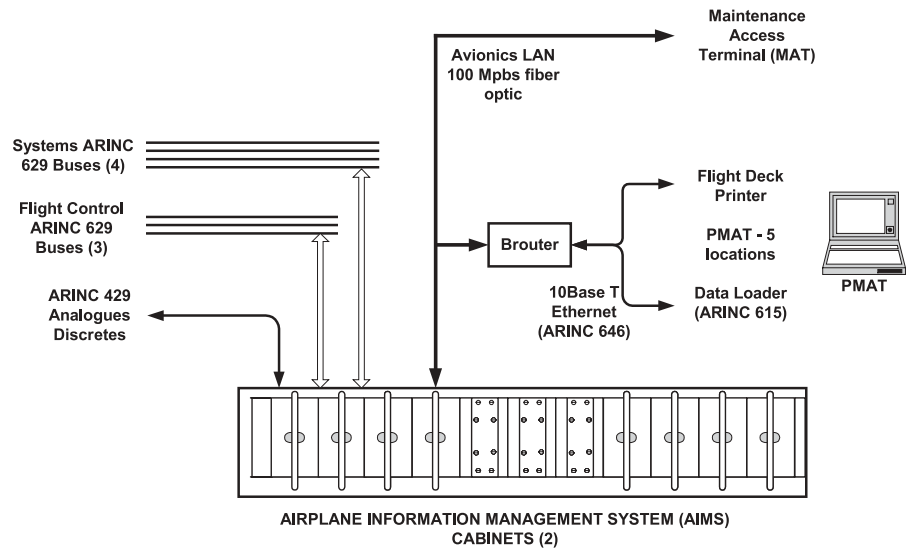 Maintenance
Access
Terminal (MAT)
Avionics LAN
100 Mpbs fiber
optic
Systems ARINC
629 Buses (4)
Flight Control
ARINC 629
Buses (3)
ARINC 429
Analogues
Discretes
Brouter
Flight Deck
Printer
PMAT - 5
locations
PMAT
10Base T
Ethernet
(ARINC 646)
Data Loader
(ARINC 615)
AIRPLANE INFORMATION MANAGEMENT SYSTEM (AIMS)
CABINETS (2)